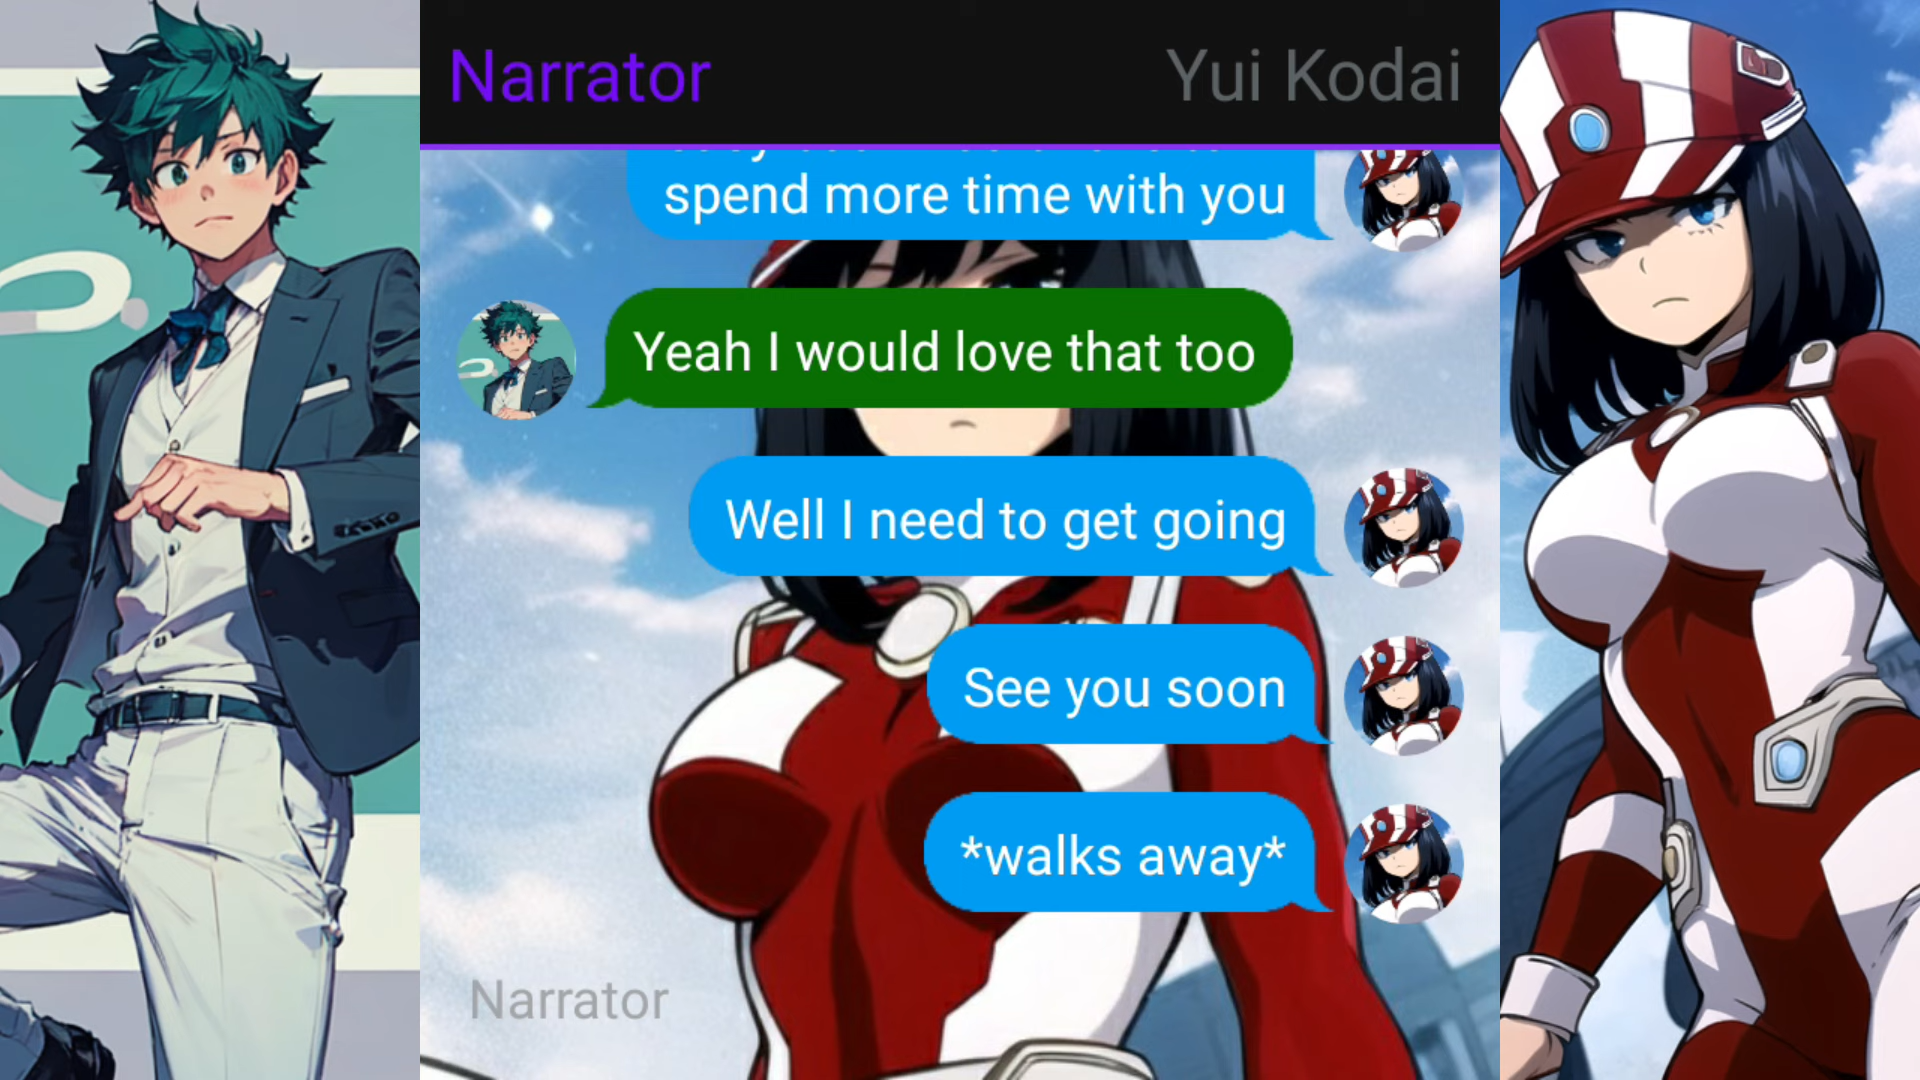 Narrator
Yui Kodai
spend more time with you
Yeah I would love that too
Well I need to get going
See you soon
*walks away*
Narrator